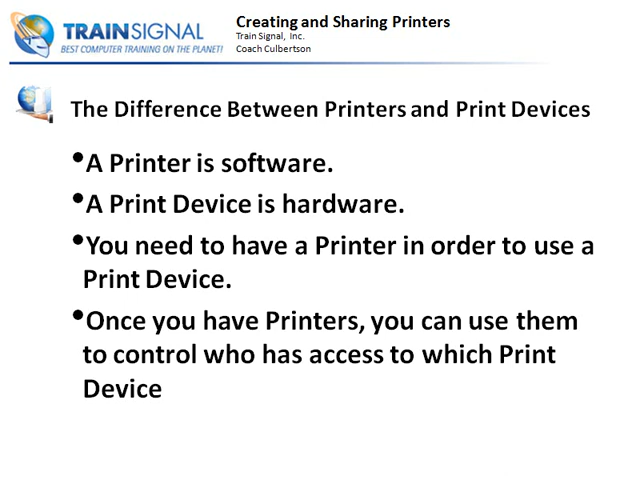 TRAINSIGNAL
BEST COMPUTER TRAINING ON THE PLANET!
Creating and Sharing Printers
Train Signal, Inc.
Coach Culbertson
The Difference Between Printers and Print Devices
•A Printer is software.
•A Print Device is hardware.
•You need to have a Printer in order to use a
Print Device.
•Once you have Printers, you can use them
to control who has access to which Print
Device